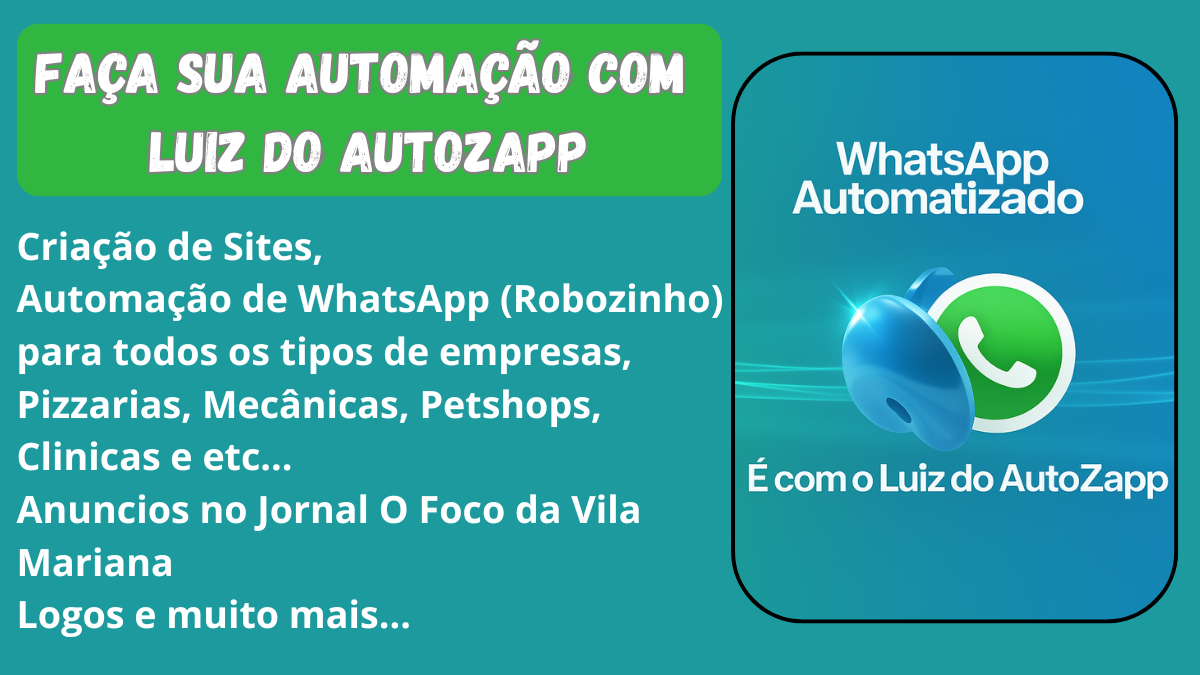 FAÇA SUA AUTOMAÇÃO COM
LUIZ DO AUTOZAPP
Criação de Sites,
Automação de WhatsApp (Robozinho)
para todos os tipos de empresas,
Pizzarias, Mecânicas, Petshops,
Clinicas e etc...
Anuncios no Jornal O Foco da Vila
Mariana
Logos e muito mais...
WhatsApp
Automatizado
É com o Luiz do AutoZapp